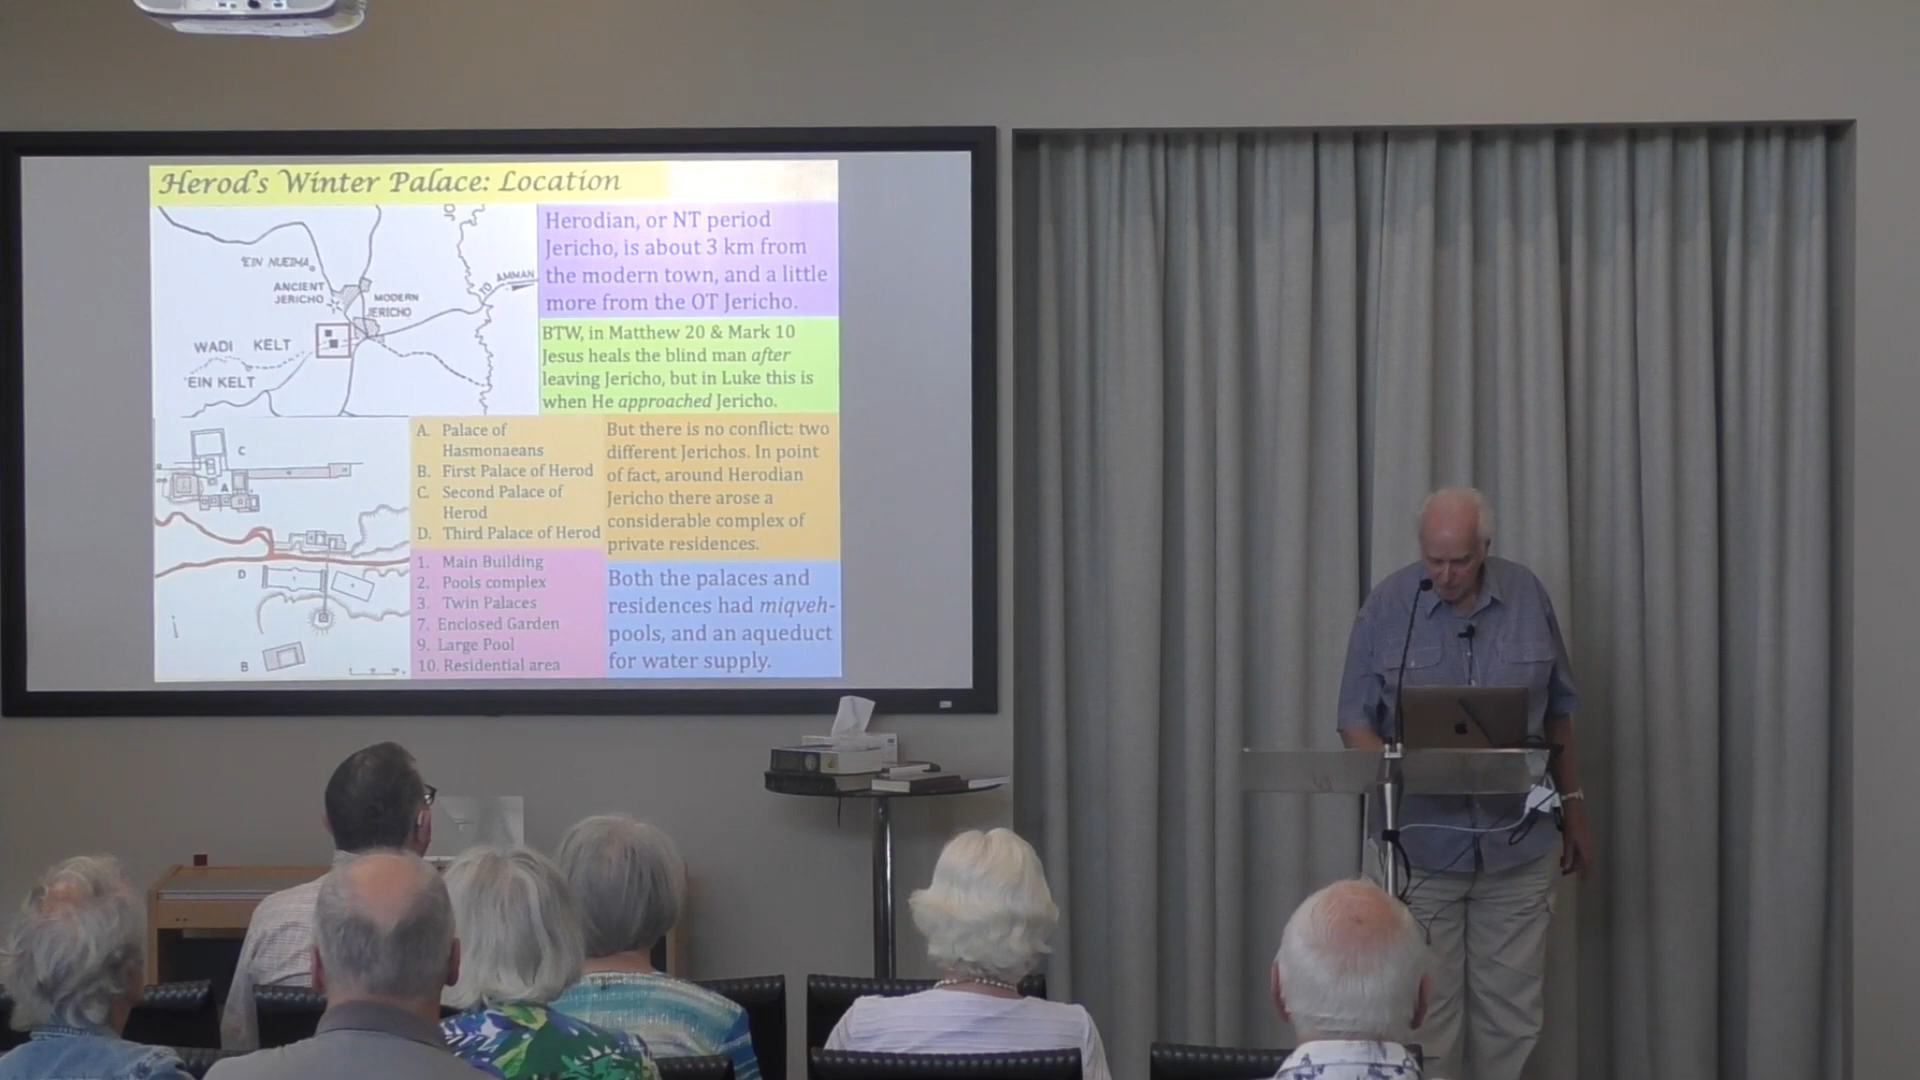 Herod's Winter Palace: Location
'EIN NUEIMA
ANCIENT
JERICHO
MODERN
JERICHO
TO AMMAN
WADI KELT
'EIN KELT
Herodian, or NT period
Jericho, is about 3 km from
the modern town, and a little
more from the OT Jericho.
BTW, in Matthew 20 & Mark 10
Jesus heals the blind man after
leaving Jericho, but in Luke this is
when He approached Jericho.
C
A
D
B
A. Palace of
Hasmonaeans
B. First Palace of Herod
C. Second Palace of
Herod
D. Third Palace of Herod
But there is no conflict: two
different Jerichos. In point
of fact, around Herodian
Jericho there arose a
considerable complex of
private residences.
1. Main Building
2. Pools complex
3. Twin Palaces
7. Enclosed Garden
9. Large Pool
10. Residential area
Both the palaces and
residences had miqveh-
pools, and an aqueduct
for water supply.